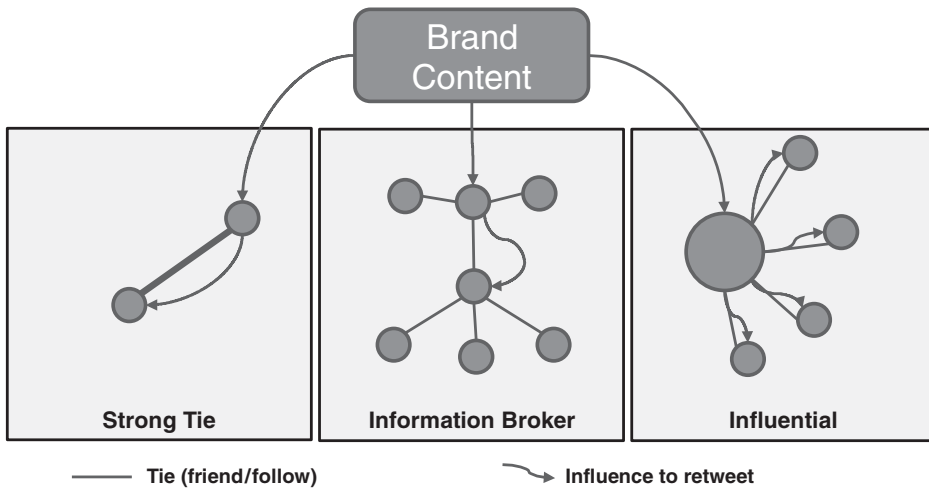 Brand
Content
Strong Tie
Information Broker
Influential
Tie (friend/follow)
Influence to retweet